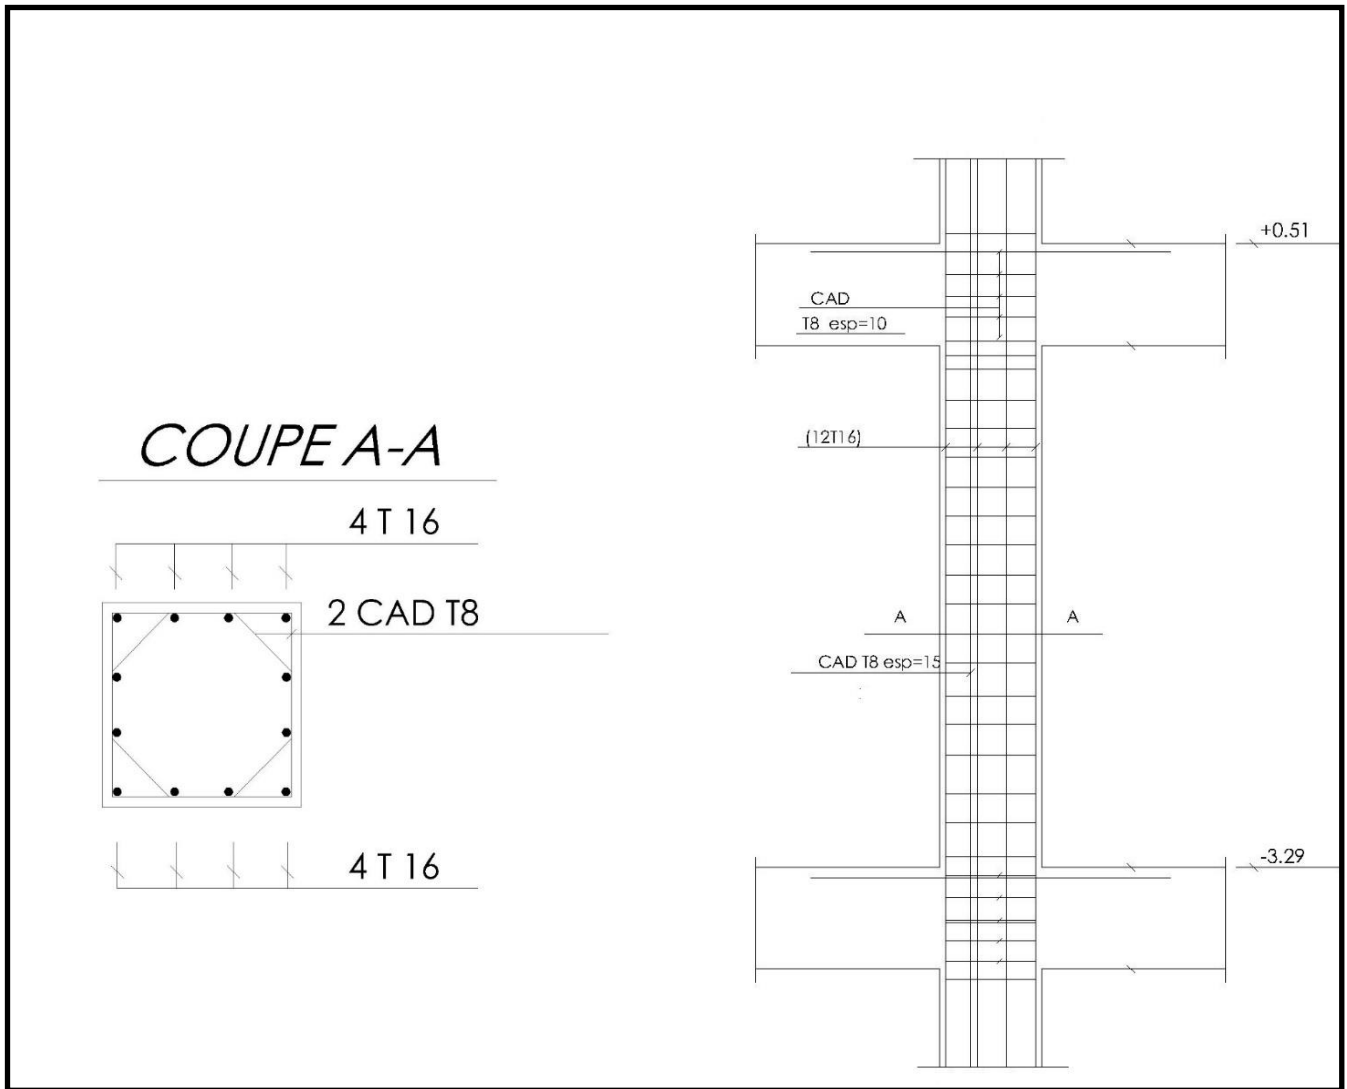 +0.51
CAD
T8 esp=10
COUPE A-A
(12T16)
4 T 16
2 CAD T8
A A
CAD T8 esp=15
4 T 16
-3.29